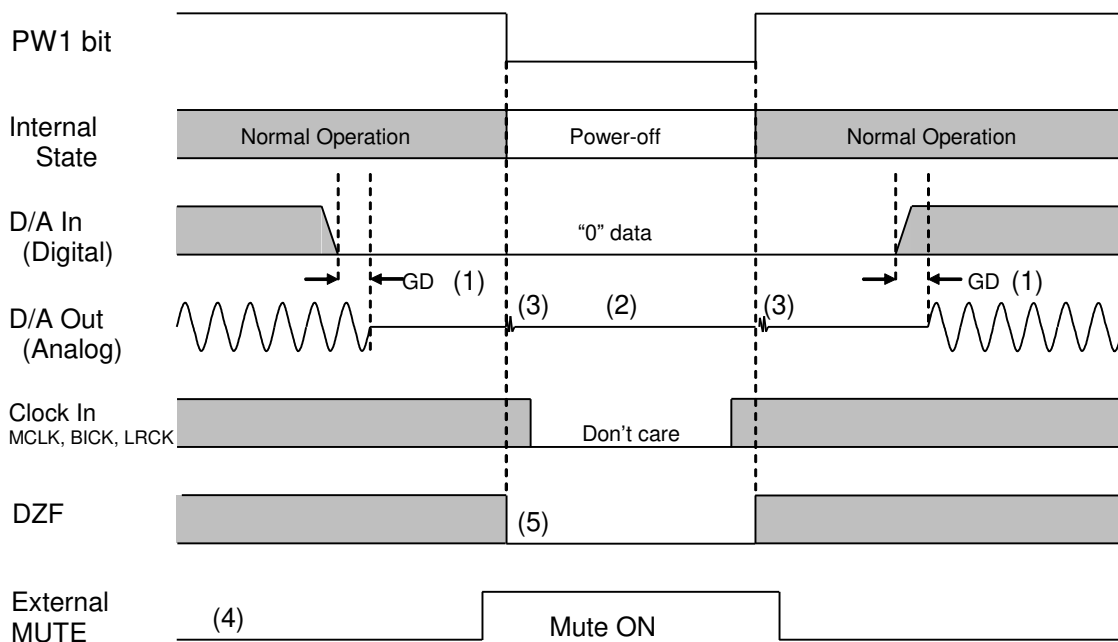 PW1 bit
Internal
State
Normal Operation
Power-off
Normal Operation
D/A In
(Digital)
“0” data
GD (1)
GD (1)
D/A Out
(Analog)
(3)
(2)
(3)
Clock In
MCLK, BICK, LRCK
Don’t care
DZF
(5)
External
MUTE
(4)
Mute ON